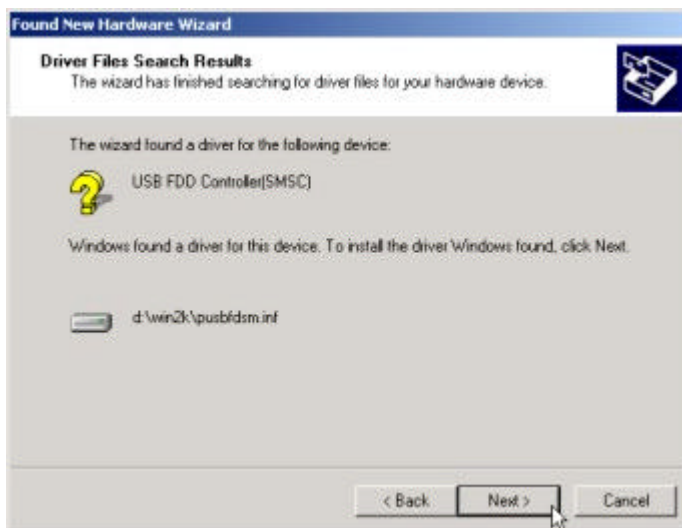 Found New Hardware Wizard
Driver Files Search Results
The wizard has finished searching for driver files for your hardware device.
The wizard found a driver for the following device:
USB FDD Controller(SMSC)
Windows found a driver for this device. To install the driver Windows found, click Next.
d:\win2k\pusbfdsm.inf
< Back Next > Cancel